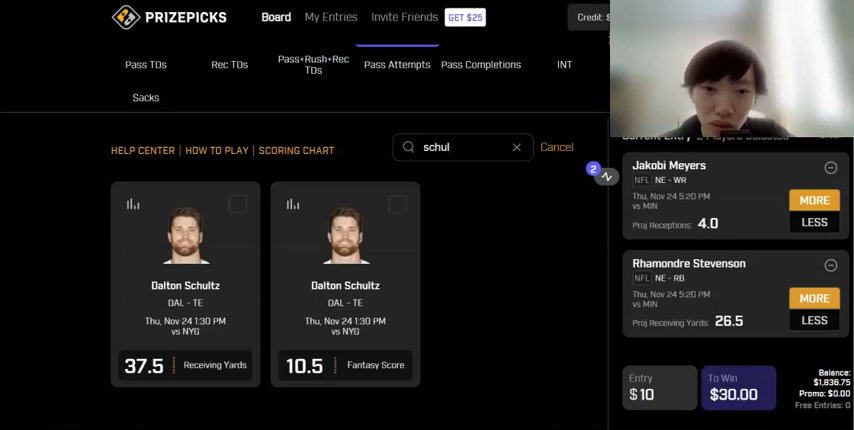 PRIZEPICKS
Board My Entries Invite Friends GET $25
Credit: $
Pass TDs Rec TDs Pass+Rush+Rec TDs Pass Attempts Pass Completions INT
Sacks
HELP CENTER | HOW TO PLAY | SCORING CHART
schul
Cancel
Dalton Schultz
DAL - TE
Thu, Nov 24 1:30 PM
vs NYG
37.5 Receiving Yards
Dalton Schultz
DAL - TE
Thu, Nov 24 1:30 PM
vs NYG
10.5 Fantasy Score
2
Current Entry 2 Players Selected
Jakobi Meyers
NFL NE - WR
Thu, Nov 24 5:20 PM
vs MIN
Proj Receptions: 4.0
MORE
LESS
Rhamondre Stevenson
NFL NE - RB
Thu, Nov 24 5:20 PM
vs MIN
Proj Receiving Yards: 26.5
MORE
LESS
Entry
$10
To Win
$30.00
Balance:
$1,836.75
Promo: $0.00
Free Entries: 0